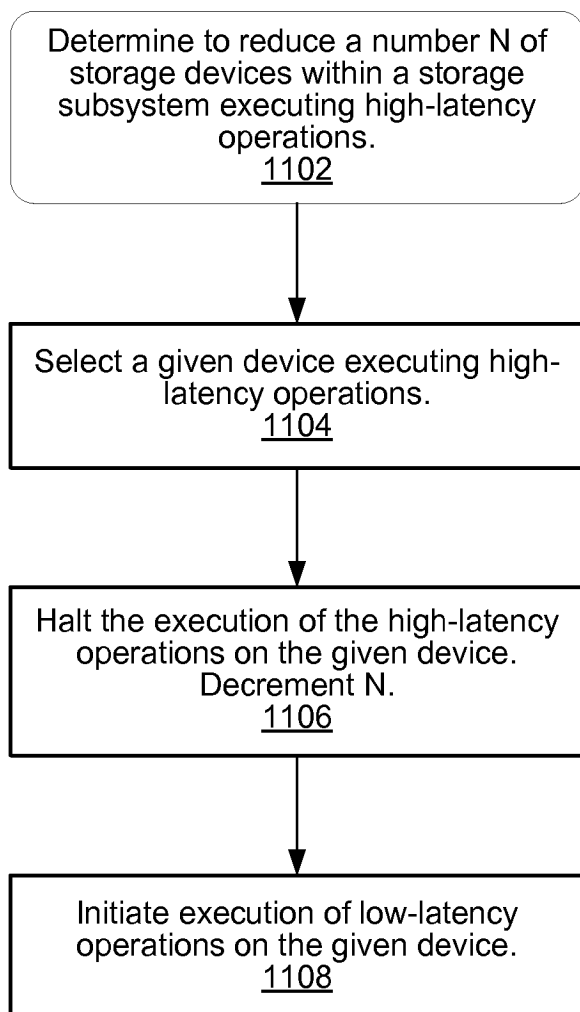 Determine to reduce a number N of
storage devices within a storage
subsystem executing high-latency
operations.
1102
Select a given device executing high-
latency operations.
1104
Halt the execution of the high-latency
operations on the given device.
Decrement N.
1106
Initiate execution of low-latency
operations on the given device.
1108